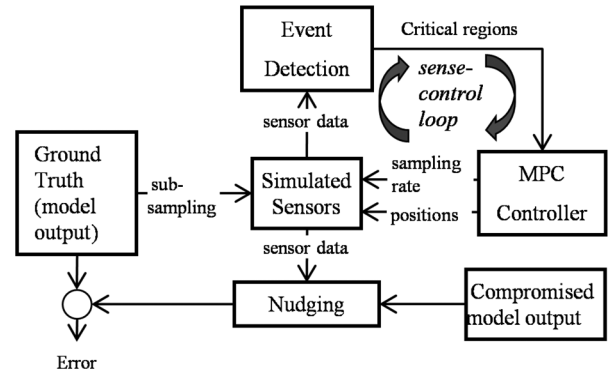 Event
Detection
Critical regions
sense-
control
loop
sensor data
Ground
Truth
(model
output)
sub-
sampling
Simulated
Sensors
sampling
rate
positions
MPC
Controller
sensor data
Nudging
Compromised
model output
Error